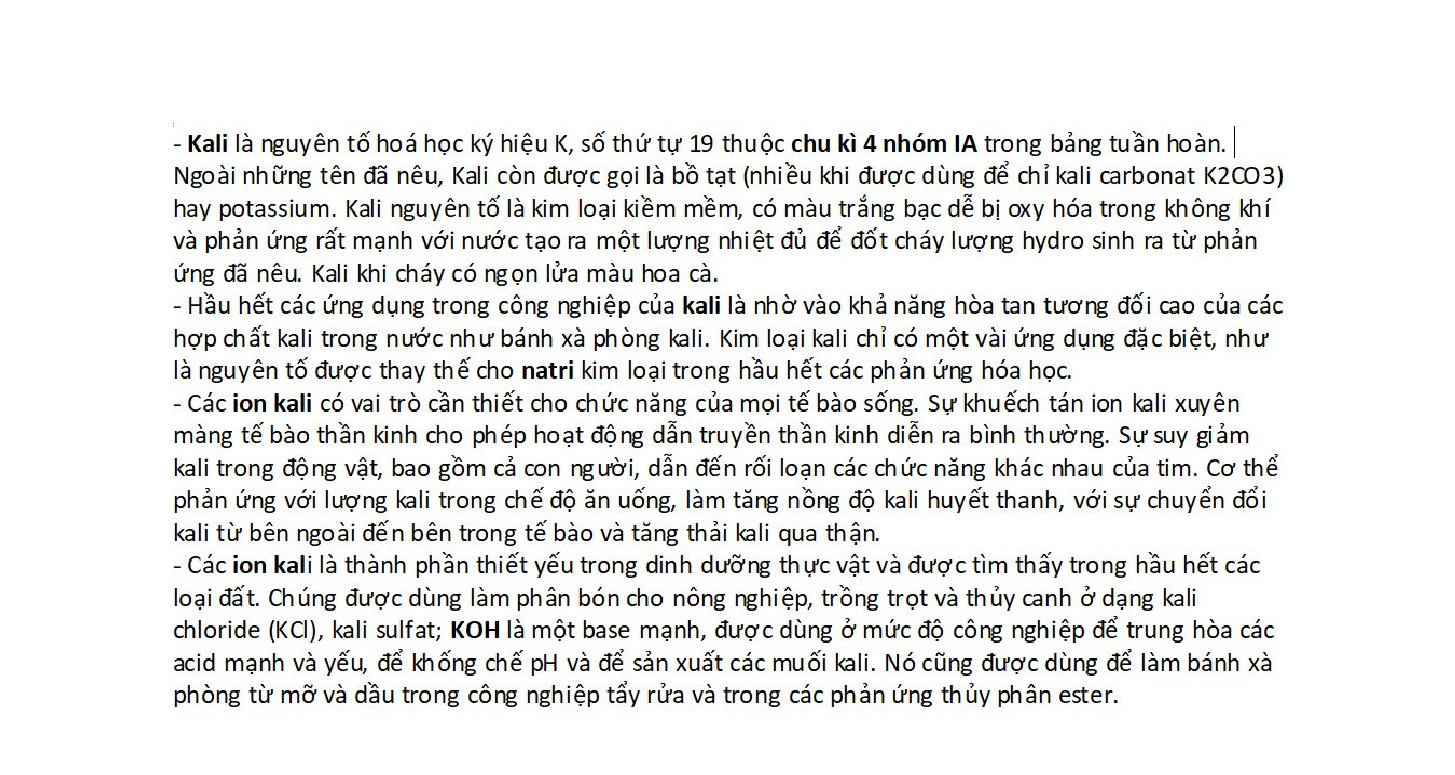 - Kali là nguyên tố hoá học ký hiệu K, số thứ tự 19 thuộc chu kì 4 nhóm IA trong bảng tuần hoàn.
Ngoài những tên đã nêu, Kali còn được gọi là bồ tạt (nhiều khi được dùng để chỉ kali carbonat K2CO3)
hay potassium. Kali nguyên tố là kim loại kiềm mềm, có màu trắng bạc dễ bị oxy hóa trong không khí
và phản ứng rất mạnh với nước tạo ra một lượng nhiệt đủ để đốt cháy lượng hydro sinh ra từ phản
ứng đã nêu. Kali khi cháy có ngọn lửa màu hoa cà.
- Hầu hết các ứng dụng trong công nghiệp của kali là nhờ vào khả năng hòa tan tương đối cao của các
hợp chất kali trong nước như bánh xà phòng kali. Kim loại kali chỉ có một vài ứng dụng đặc biệt, như
là nguyên tố được thay thế cho natri kim loại trong hầu hết các phản ứng hóa học.
- Các ion kali có vai trò cần thiết cho chức năng của mọi tế bào sống. Sự khuếch tán ion kali xuyên
màng tế bào thần kinh cho phép hoạt động dẫn truyền thần kinh diễn ra bình thường. Sự suy giảm
kali trong động vật, bao gồm cả con người, dẫn đến rối loạn các chức năng khác nhau của tim. Cơ thể
phản ứng với lượng kali trong chế độ ăn uống, làm tăng nồng độ kali huyết thanh, với sự chuyển đổi
kali từ bên ngoài đến bên trong tế bào và tăng thải kali qua thận.
- Các ion kali là thành phần thiết yếu trong dinh dưỡng thực vật và được tìm thấy trong hầu hết các
loại đất. Chúng được dùng làm phân bón cho nông nghiệp, trồng trọt và thủy canh ở dạng kali
chloride (KCl), kali sulfat; KOH là một base mạnh, được dùng ở mức độ công nghiệp để trung hòa các
acid mạnh và yếu, để khống chế pH và để sản xuất các muối kali. Nó cũng được dùng để làm bánh xà
phòng từ mỡ và dầu trong công nghiệp tẩy rửa và trong các phản ứng thủy phân ester.